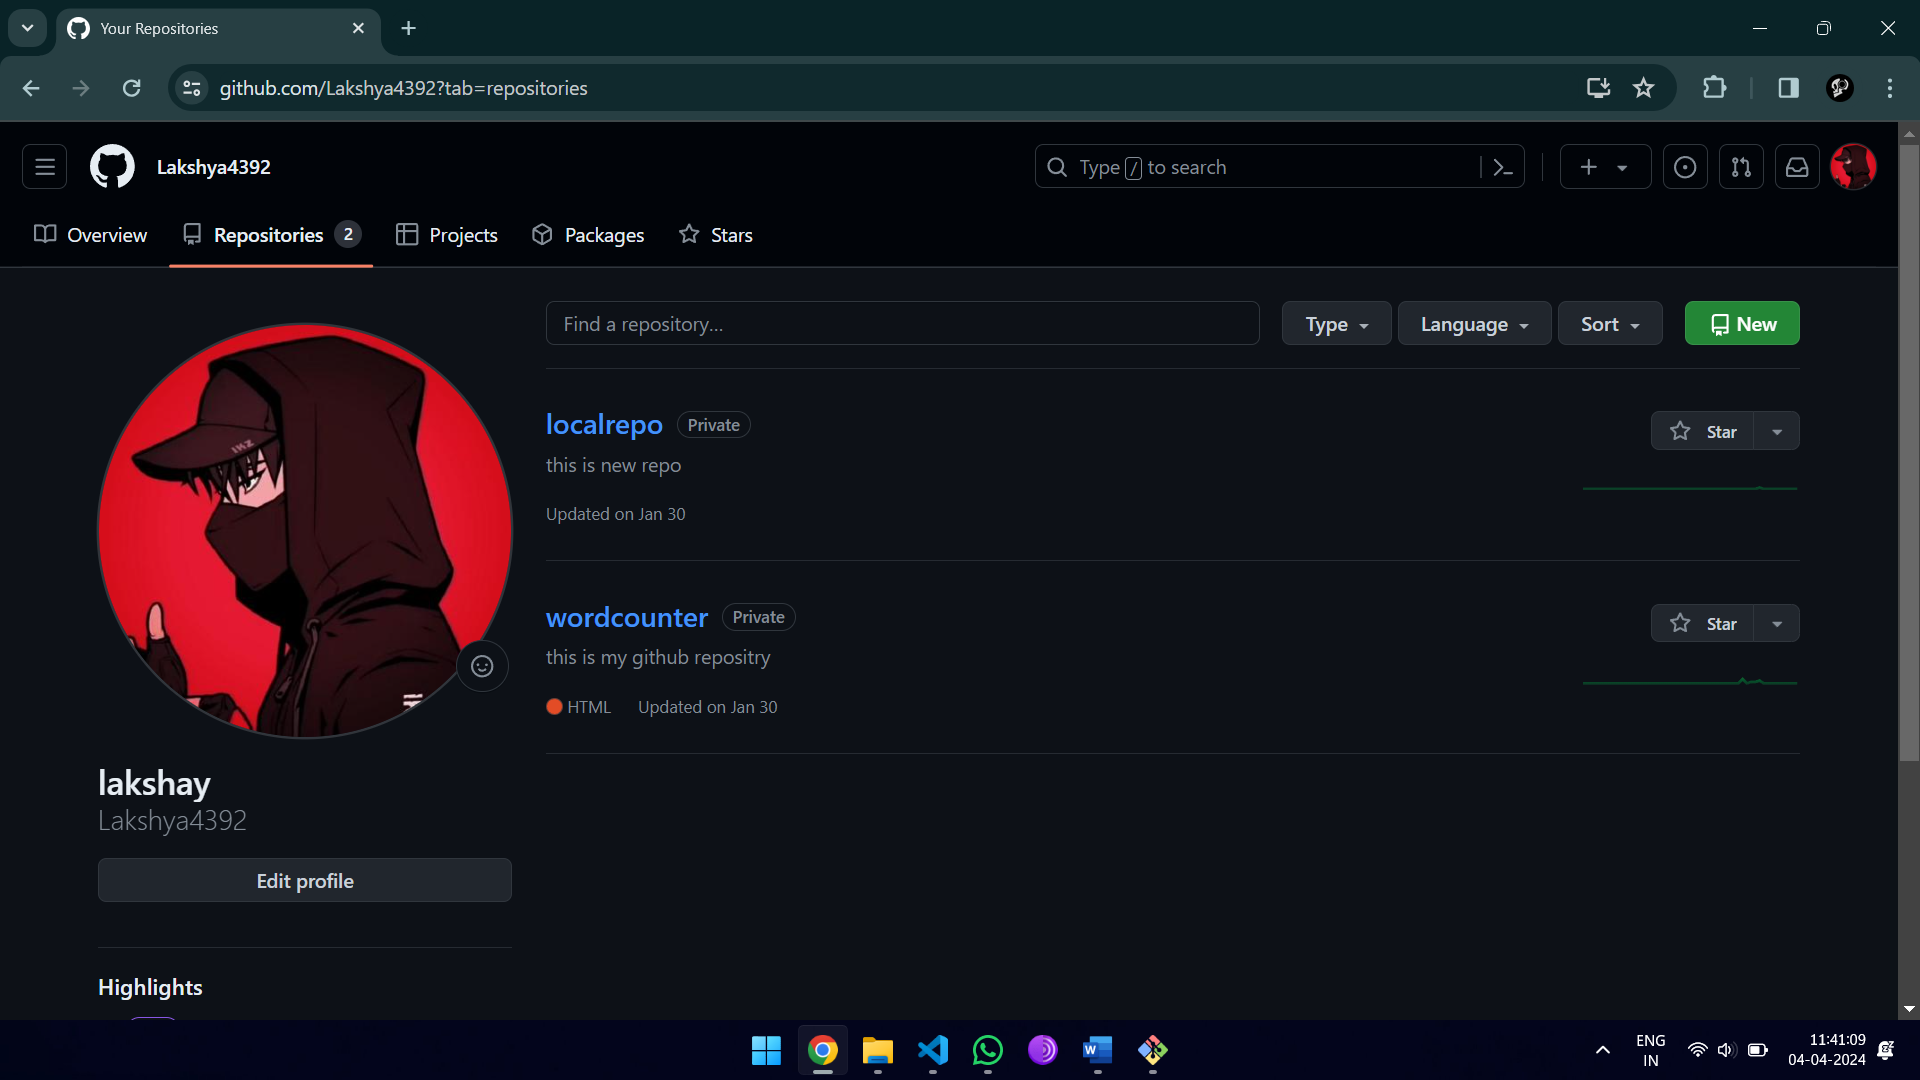 Your Repositories
github.com/Lakshya4392?tab=repositories
Lakshya4392
Type / to search
Overview
Repositories 2
Projects
Packages
Stars
Find a repository...
Type
Language
Sort
New
localrepo Private
Star
this is new repo
Updated on Jan 30
wordcounter Private
Star
this is my github repositry
HTML Updated on Jan 30
IKZ
lakshay
Lakshya4392
Edit profile
Highlights
ENG
IN
11:41:09
04-04-2024